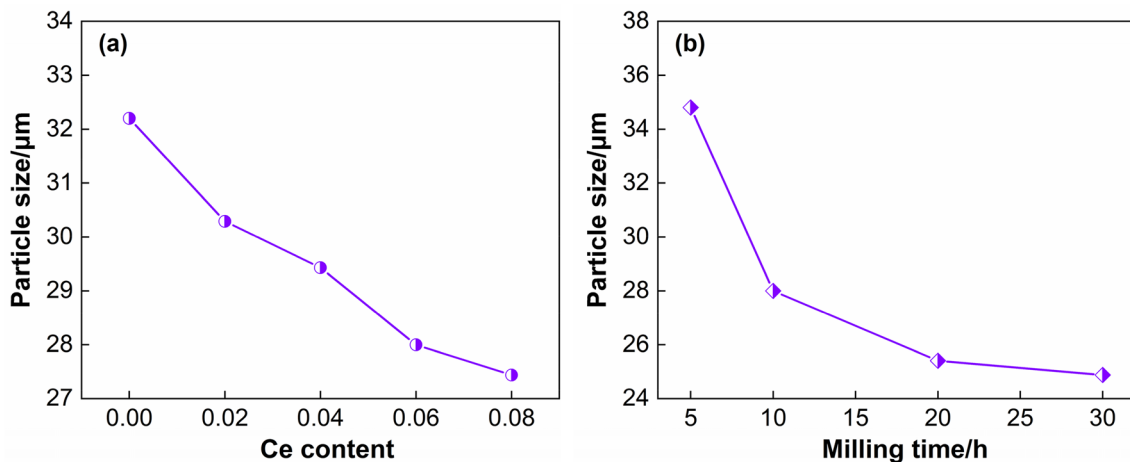 (a)
Particle size/μm
34
33
32
31
30
29
28
27
0.00 0.02 0.04 0.06 0.08
Ce content
(b)
Particle size/μm
38
36
34
32
30
28
26
24
5 10 15 20 25 30
Milling time/h